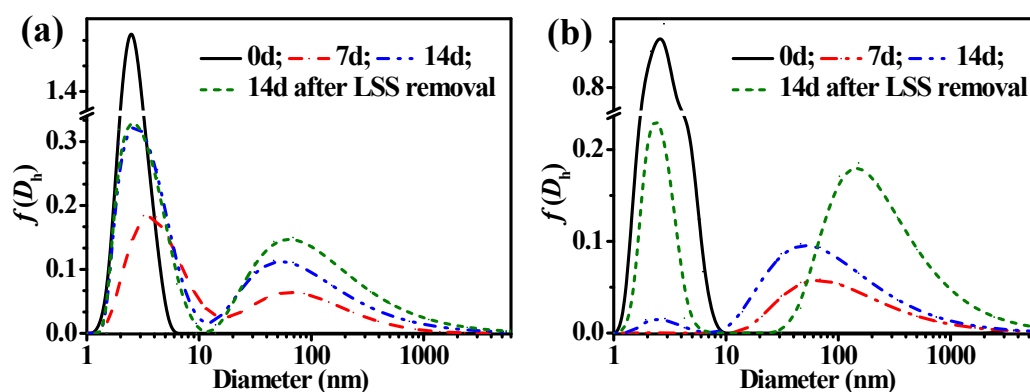 (a)
0d; 7d; 14d;
14d after LSS removal
1.4
0.3
0.2
0.1
0.0
f (Dh)
1 10 100 1000
Diameter (nm)
(b)
0d; 7d; 14d;
14d after LSS removal
0.8
0.2
0.1
0.0
f (Dh)
1 10 100 1000
Diameter (nm)